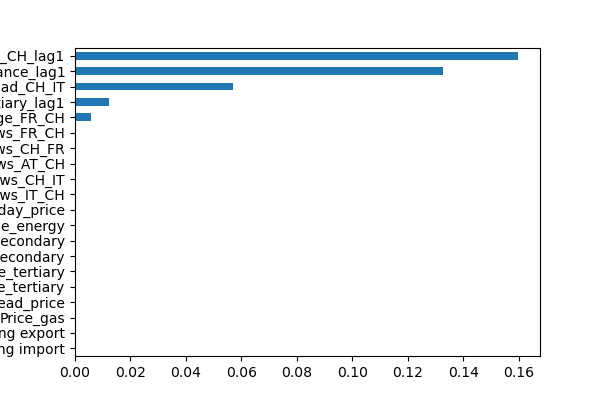 _CH_lag1
ance_lag1
ad_CH_IT
tiary_lag1
ge_FR_CH
ws_FR_CH
ws_CH_FR
ws_AT_CH
ws_CH_IT
ws_IT_CH
day_price
e_energy
econdary
econdary
e_tertiary
e_tertiary
ead_price
Price_gas
ng export
ng import
0.00 0.02 0.04 0.06 0.08 0.10 0.12 0.14 0.16